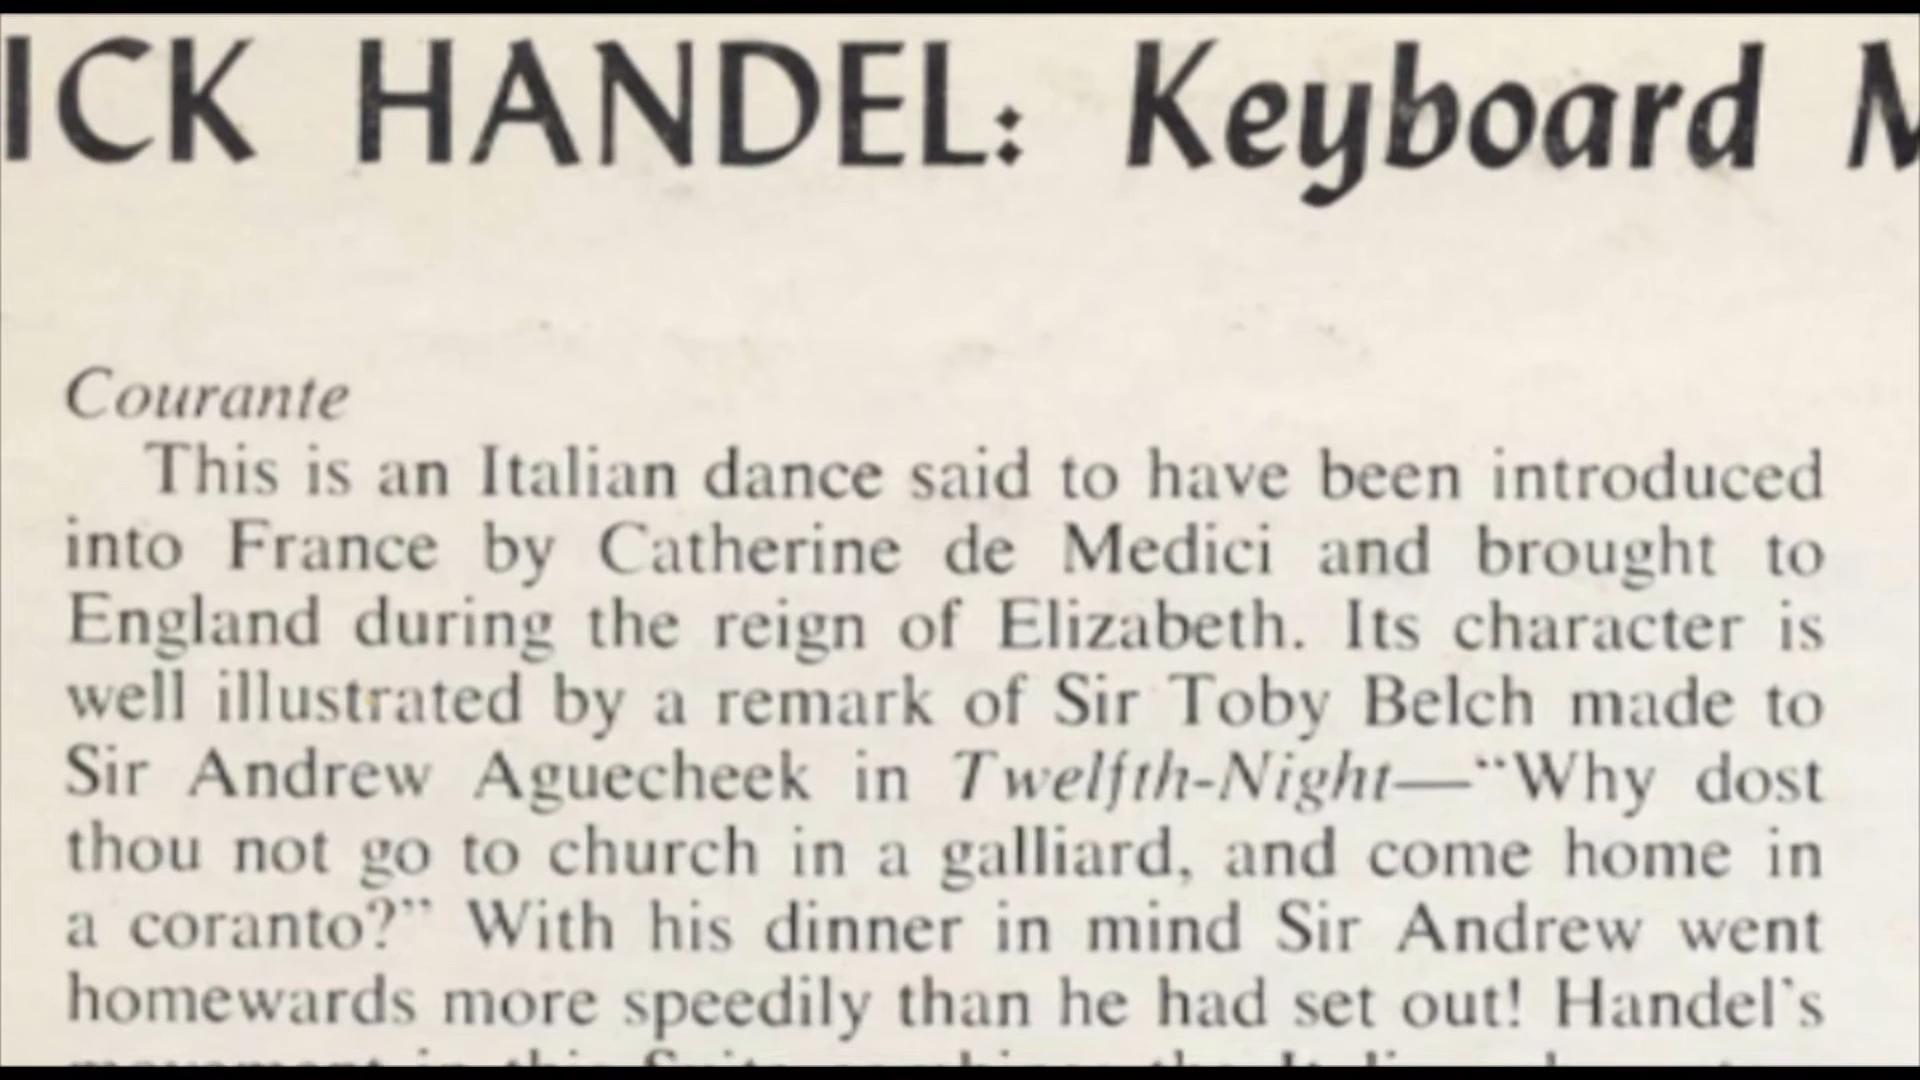 ICK HANDEL: Keyboard M
Courante
This is an Italian dance said to have been introduced
into France by Catherine de Medici and brought to
England during the reign of Elizabeth. Its character is
well illustrated by a remark of Sir Toby Belch made to
Sir Andrew Aguecheek in Twelfth-Night—“Why dost
thou not go to church in a galliard, and come home in
a coranto?” With his dinner in mind Sir Andrew went
homewards more speedily than he had set out! Handel's